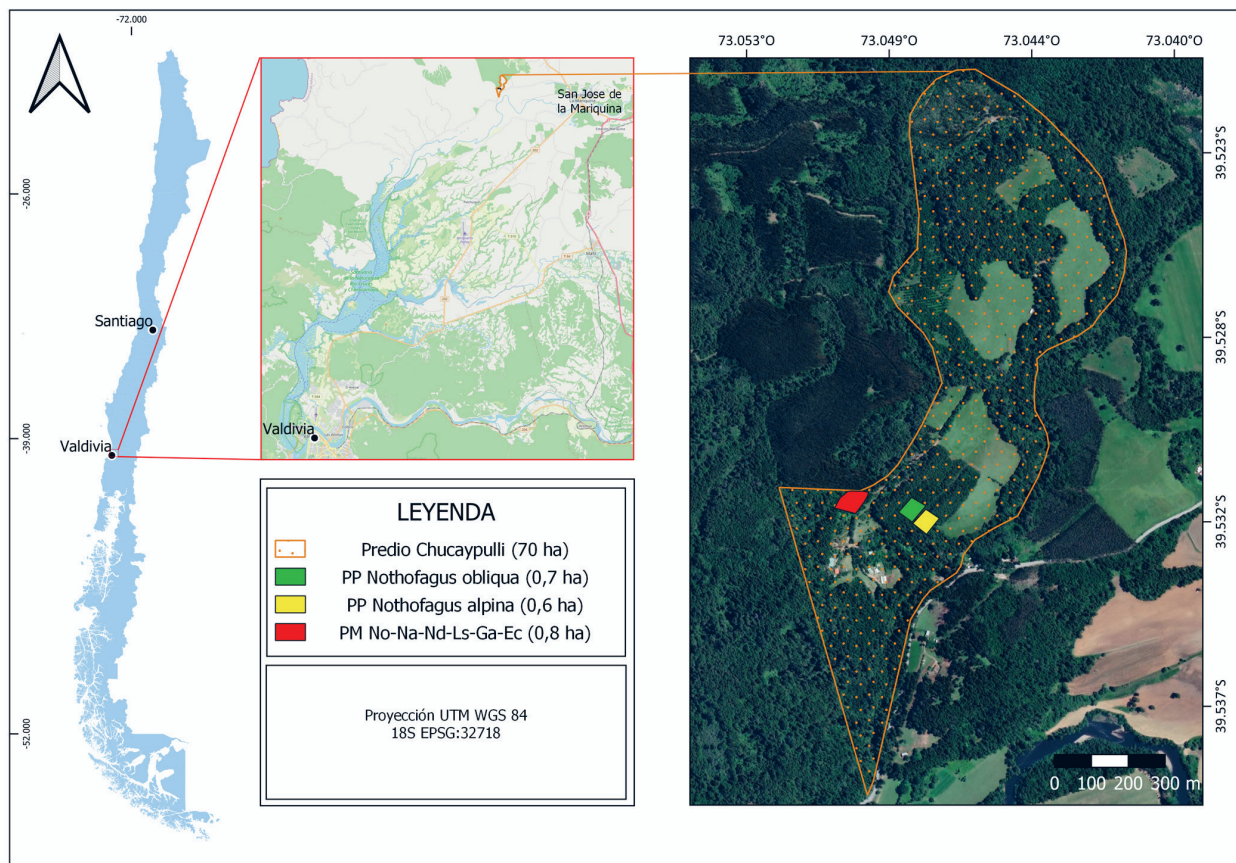 -72.000
-26.000
-39.000
-52.000
Santiago
Valdivia
San Jose de
la Mariquina
Valdivia
LEYENDA
Predio Chucaypulli (70 ha)
PP Nothofagus obliqua (0,7 ha)
PP Nothofagus alpina (0,6 ha)
PM No-Na-Nd-Ls-Ga-Ec (0,8 ha)
Proyección UTM WGS 84
18S EPSG:32718
73.053°O 73.049°O 73.044°O 73.040°O
39.523°S
39.528°S
39.532°S
39.537°S
0 100 200 300 m